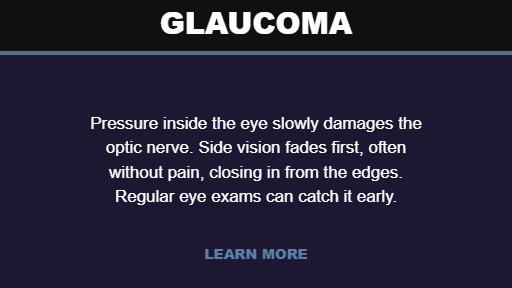 GLAUCOMA
Pressure inside the eye slowly damages the
optic nerve. Side vision fades first, often
without pain, closing in from the edges.
Regular eye exams can catch it early.
LEARN MORE